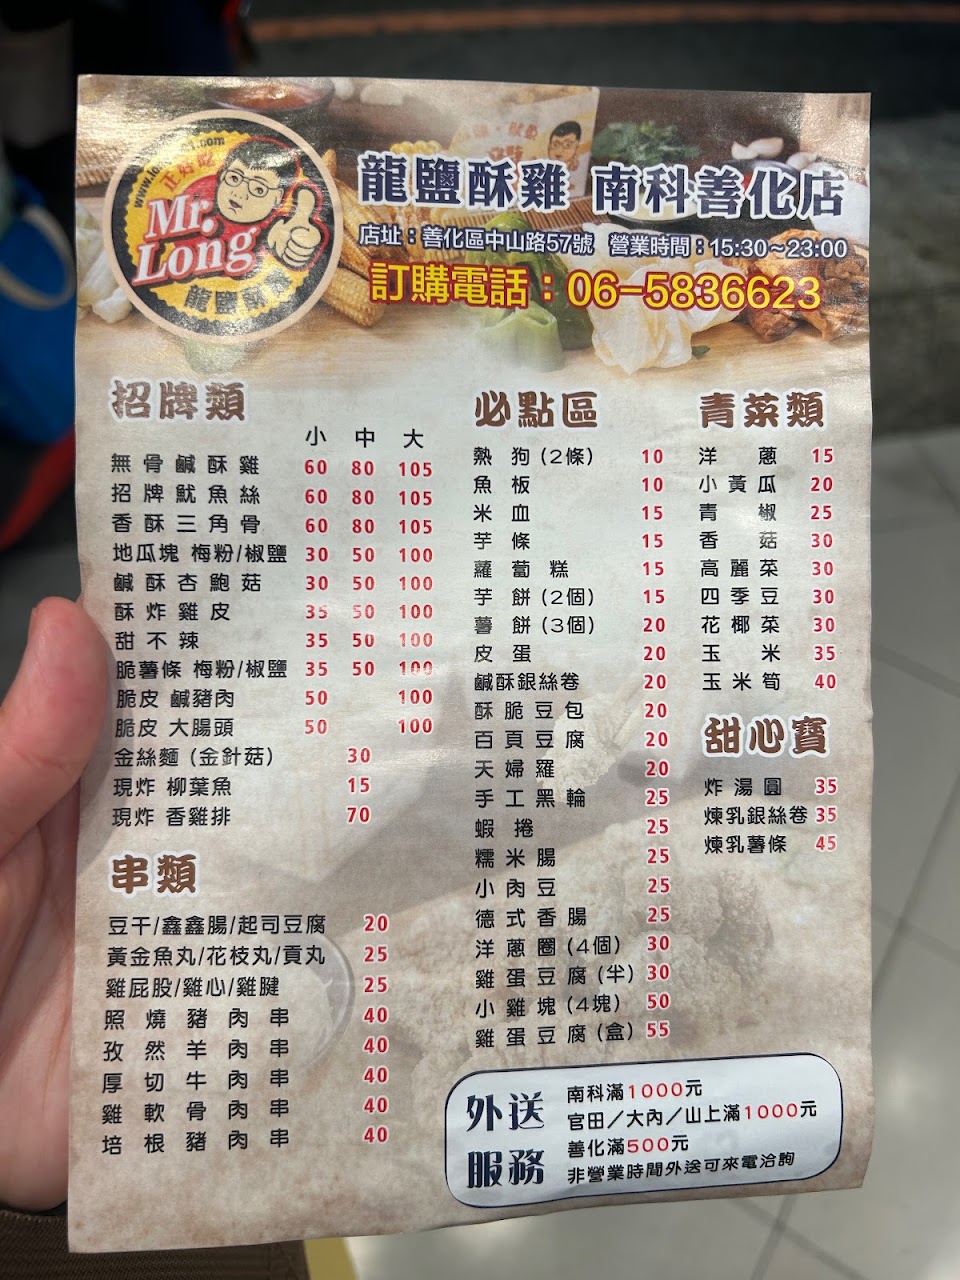 正好吃
Mr.
Long
龍鹽酥雞 南科善化店
店址：善化區中山路57號 營業時間：15:30～23:00
訂購電話：06-5836623
招牌類
小 中 大
無骨鹹酥雞 60 80 105
招牌魷魚絲 60 80 105
香酥三角骨 60 80 105
地瓜塊 梅粉/椒鹽 30 50 100
鹹酥杏鮑菇 30 50 100
酥炸雞皮 35 50 100
甜不辣 35 50 100
脆薯條 梅粉/椒鹽 35 50 100
脆皮 鹹豬肉 50 100
脆皮 大腸頭 50 100
金絲麵 (金針菇) 30
現炸 柳葉魚 15
現炸 香雞排 70
串類
豆干/鑫鑫腸/起司豆腐 20
黃金魚丸/花枝丸/貢丸 25
雞屁股/雞心/雞腱 25
照燒豬肉串 40
孜然羊肉串 40
厚切牛肉串 40
雞軟骨肉串 40
培根豬肉串 40
必點區
熱狗 (2條) 10
魚板 10
米血 15
芋條 15
蘿蔔糕 15
芋餅 (2個) 15
薯餅 (3個) 20
皮蛋 20
鹹酥銀絲卷 20
酥脆豆包 20
百頁豆腐 20
天婦羅 20
手工黑輪 25
蝦捲 25
糯米腸 25
小肉豆 25
德式香腸 25
洋蔥圈 (4個) 30
雞蛋豆腐 (半) 30
小雞塊 (4塊) 50
雞蛋豆腐 (盒) 55
青菜類
洋蔥 15
小黃瓜 20
青椒 25
香菇 30
高麗菜 30
四季豆 30
花椰菜 30
玉米 35
玉米筍 40
甜心寶
炸湯圓 35
煉乳銀絲卷 35
煉乳薯條 45
外送
服務
南科滿1000元
官田／大內／山上滿1000元
善化滿500元
非營業時間外送可來電洽詢